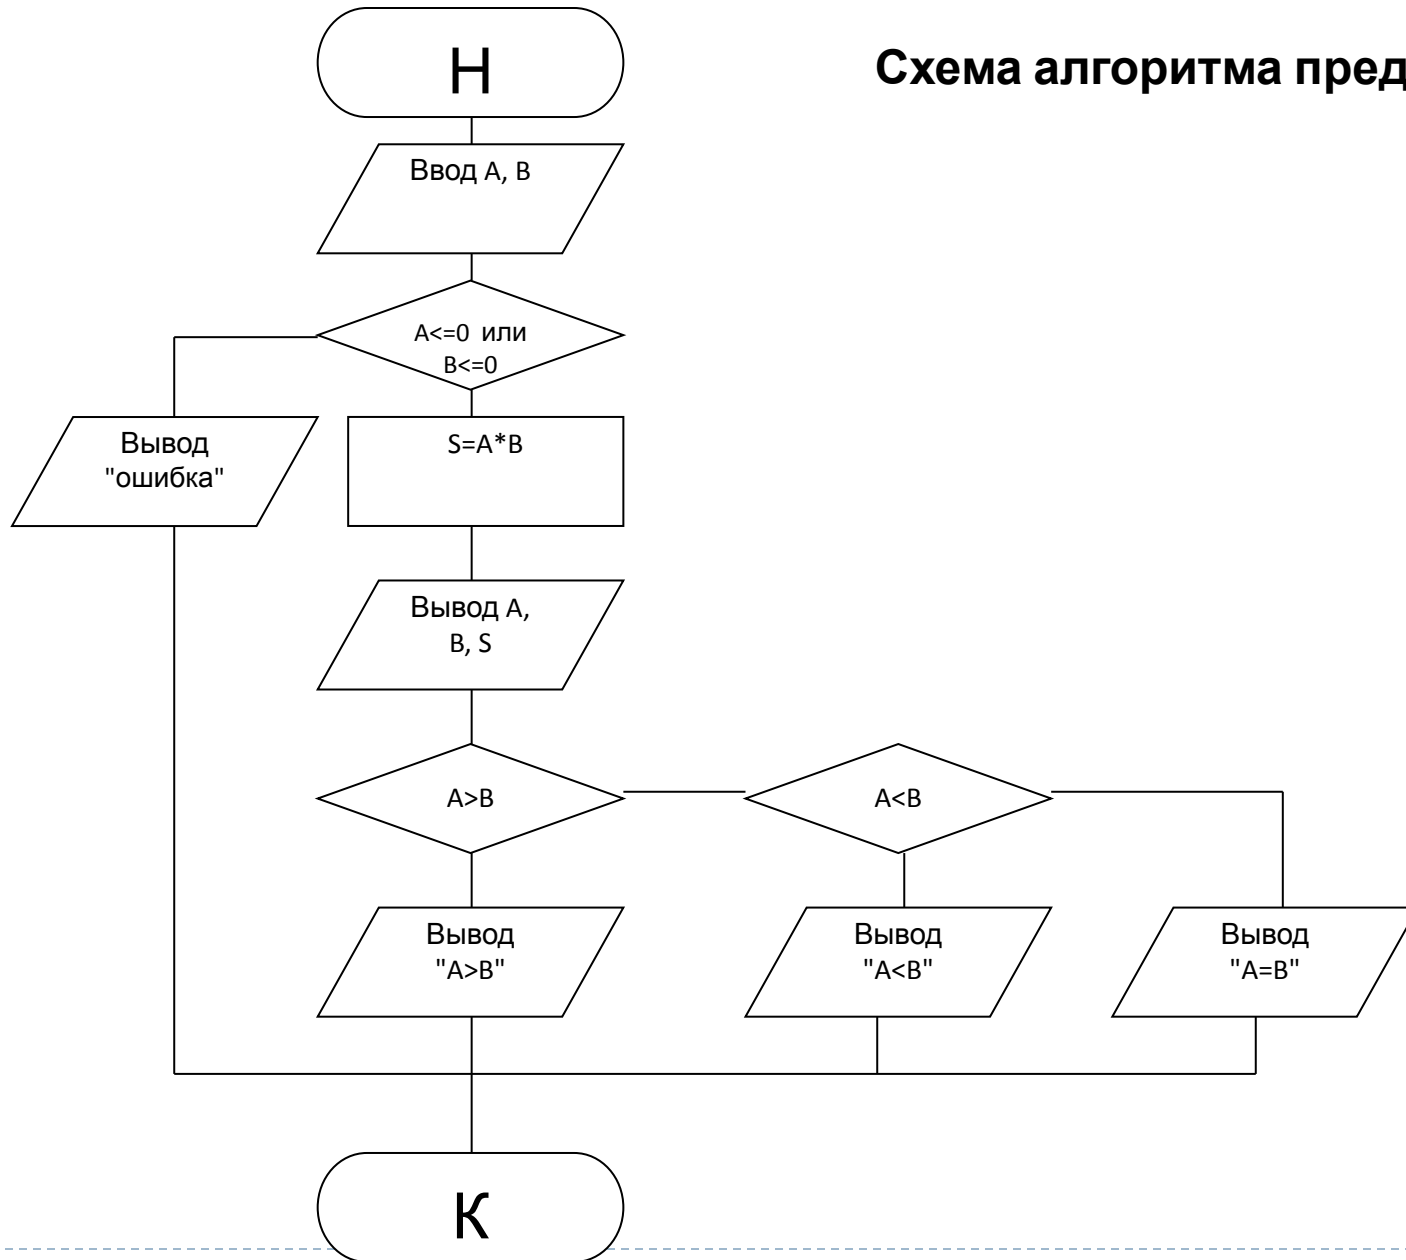 Н
Схема алгоритма пред
Ввод A, B
A<=0 или
B<=0
Вывод
"ошибка"
S=A*B
Вывод A,
B, S
A>B
A<B
Вывод
"A>B"
Вывод
"A<B"
Вывод
"A=B"
К